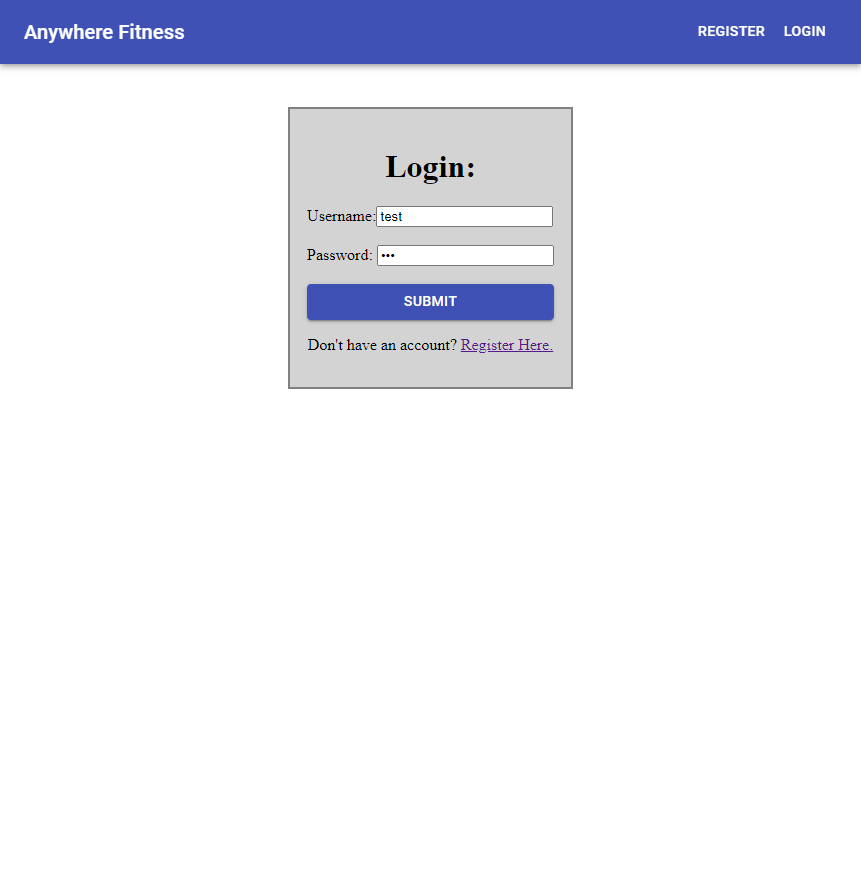 Anywhere Fitness REGISTER LOGIN
Login:
Username: test
Password: •••
SUBMIT
Don't have an account? Register Here.